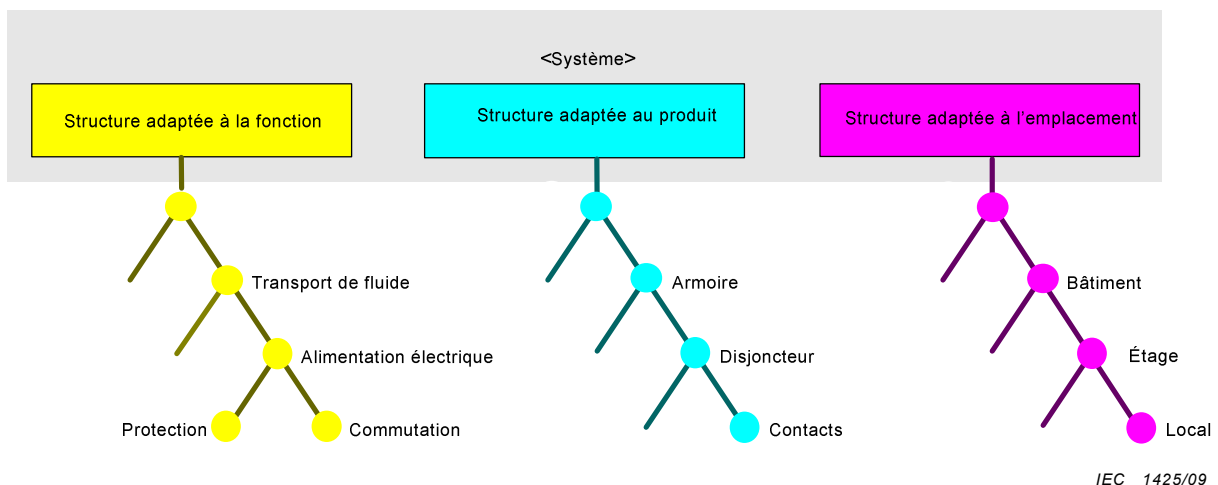 <Système>
Structure adaptée à la fonction
Structure adaptée au produit
Structure adaptée à l'emplacement
Transport de fluide
Armoire
Bâtiment
Alimentation électrique
Disjoncteur
Étage
Protection
Commutation
Contacts
Local
IEC 1425/09